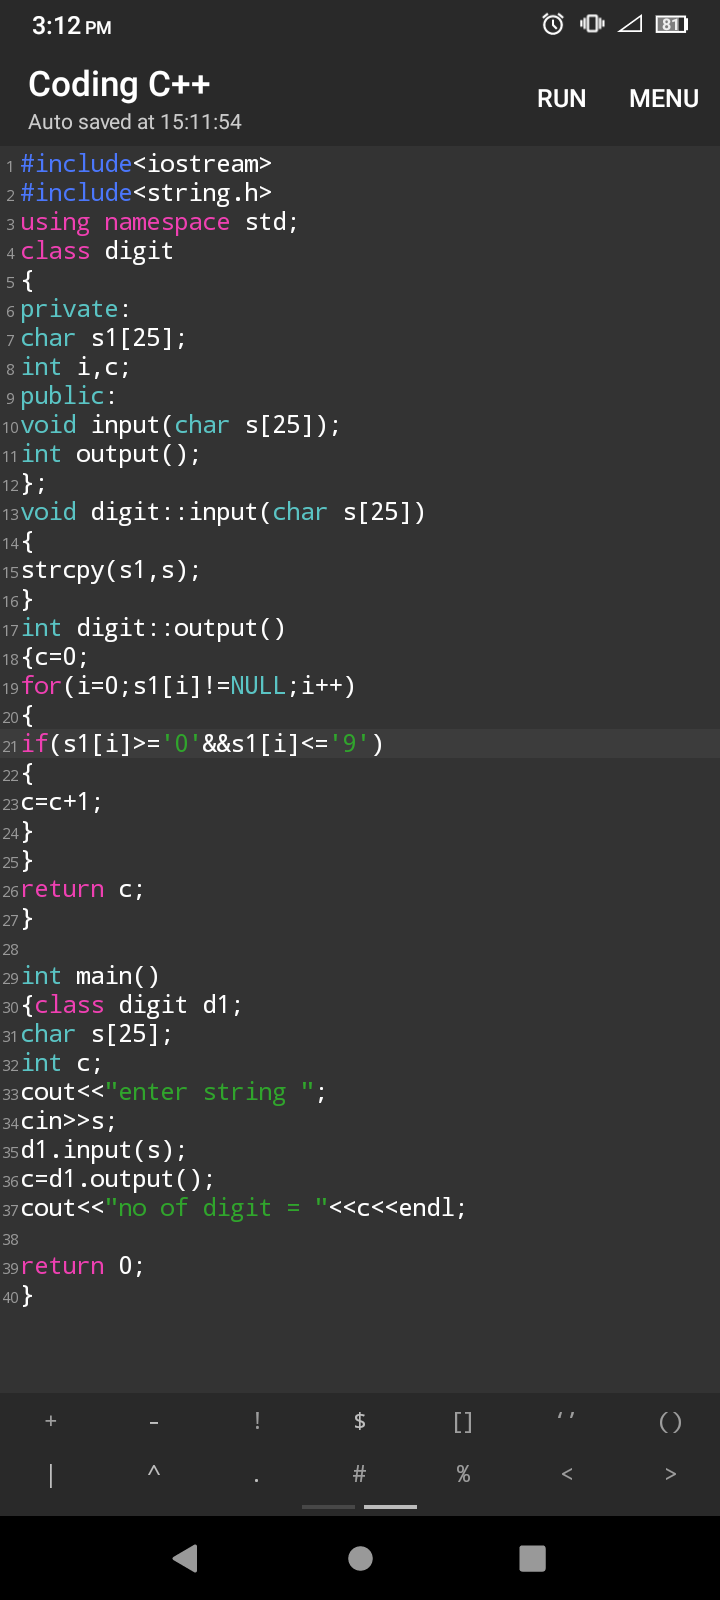 3:12 PM
81
Coding C++
RUN MENU
Auto saved at 15:11:54
1 #include<iostream>
2 #include<string.h>
3 using namespace std;
4 class digit
5 {
6 private:
7 char s1[25];
8 int i,c;
9 public:
10 void input(char s[25]);
11 int output();
12 };
13 void digit::input(char s[25])
14 {
15 strcpy(s1,s);
16 }
17 int digit::output()
18 {c=0;
19 for(i=0;s1[i]!=NULL;i++)
20 {
21 if(s1[i]>='0'&&s1[i]<='9')
22 {
23 c=c+1;
24 }
25 }
26 return c;
27 }
28
29 int main()
30 {class digit d1;
31 char s[25];
32 int c;
33 cout<<"enter string ";
34 cin>>s;
35 d1.input(s);
36 c=d1.output();
37 cout<<"no of digit = "<<c<<endl;
38
39 return 0;
40 }
+ - ! $ [] ‘’ ()
| ^ . # % < >